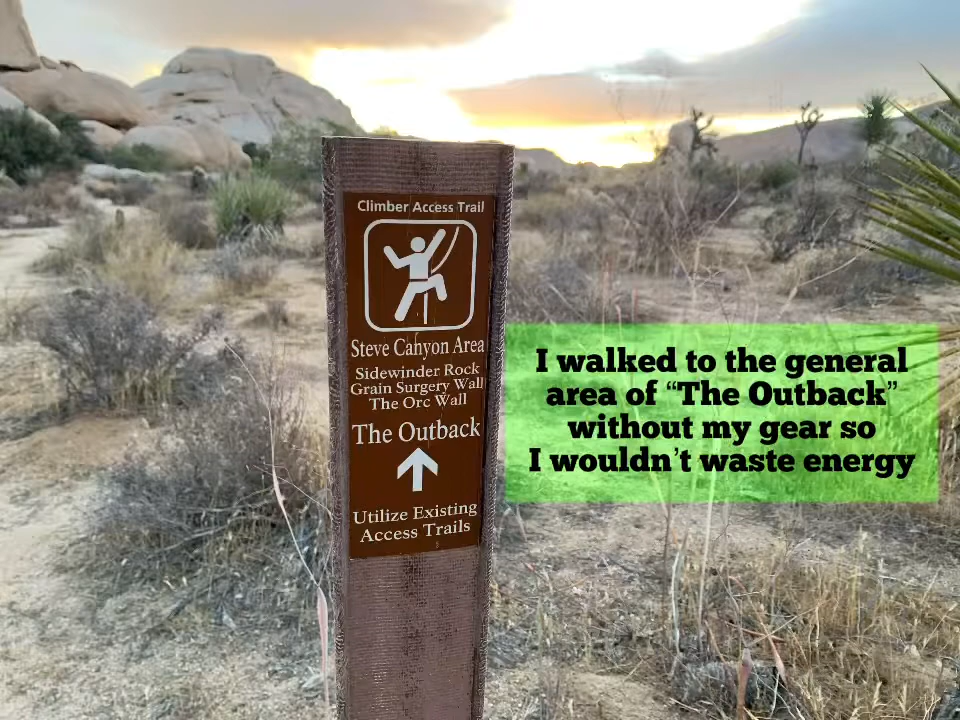 Climber Access Trail
Steve Canyon Area
Sidewinder Rock
Grain Surgery Wall
The Orc Wall
The Outback
Utilize Existing
Access Trails
I walked to the general
area of “The Outback”
without my gear so
I wouldn’t waste energy